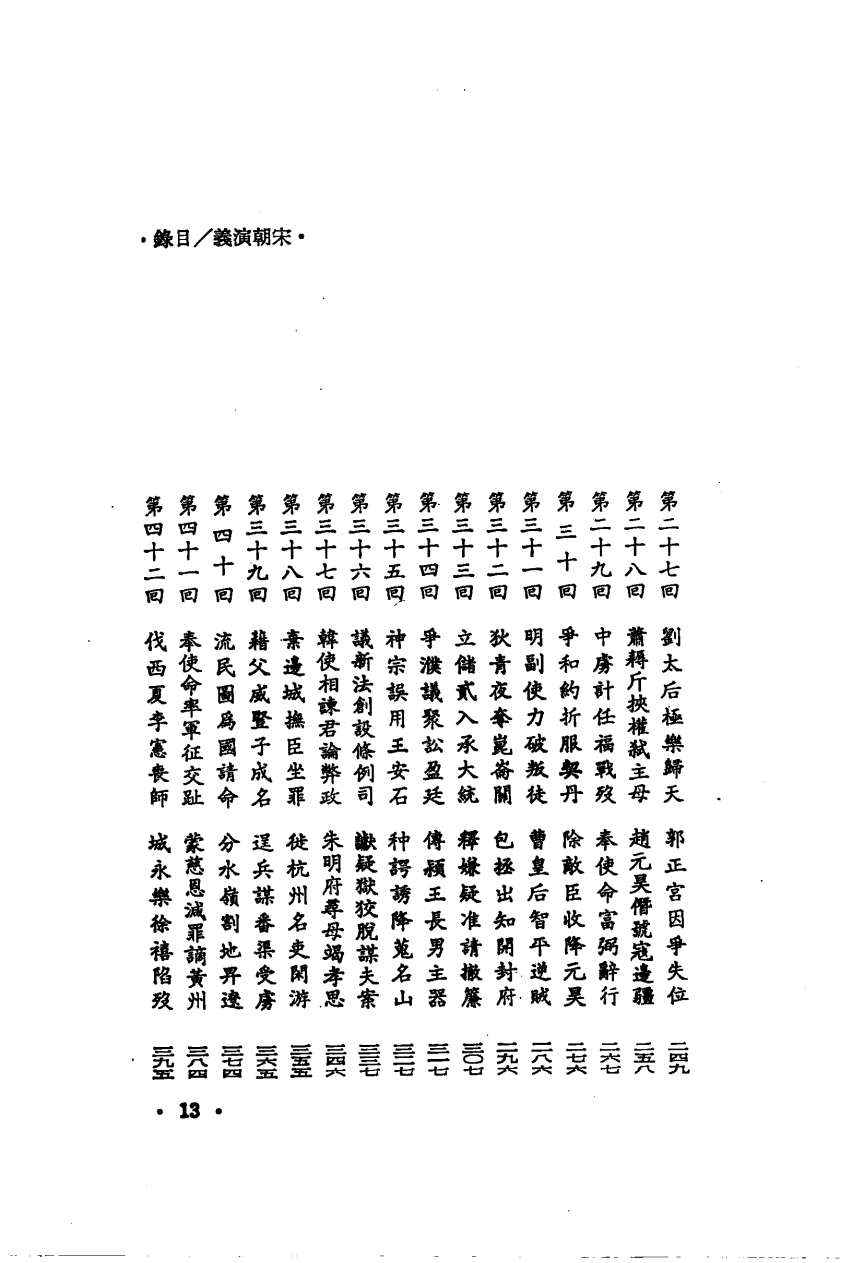 •錄目／義演朝宋•
第二十七回 劉太后極樂歸天 郭正宮因爭失位 二四九
第二十八回 蕭耨斤挾權弑主母 趙元昊僭號寇邊疆 二五八
第二十九回 中虜計任福戰歿 奉使命富弼辭行 二六七
第三十回 爭和約折服契丹 除敵臣收降元昊 二七六
第三十一回 明副使力破叛徒 曹皇后智平逆賊 二八六
第三十二回 狄青夜奪崑崙關 包拯出知開封府 二九六
第三十三回 立儲貳入承大統 釋嫌疑准請撤簾 三〇七
第三十四回 爭濮議聚訟盈廷 傳潁王長男主器 三一七
第三十五回 神宗誤用王安石 种諤誘降嵬名山 三二七
第三十六回 議新法創設條例司 讞疑獄狡脫謀夫案 三三七
第三十七回 韓使相諫君論弊政 朱明府尋母竭孝思 三四六
第三十八回 棄邊城撫臣坐罪 徙杭州名吏閑游 三五五
第三十九回 藉父威豎子成名 逞兵謀番渠受虜 三六五
第四十回 流民圖爲國請命 分水嶺割地畀遼 三七四
第四十一回 奉使命率軍征交趾 蒙慈恩減罪謫黃州 三八四
第四十二回 伐西夏李憲喪師 城永樂徐禧陷歿 三九五
• 13 •